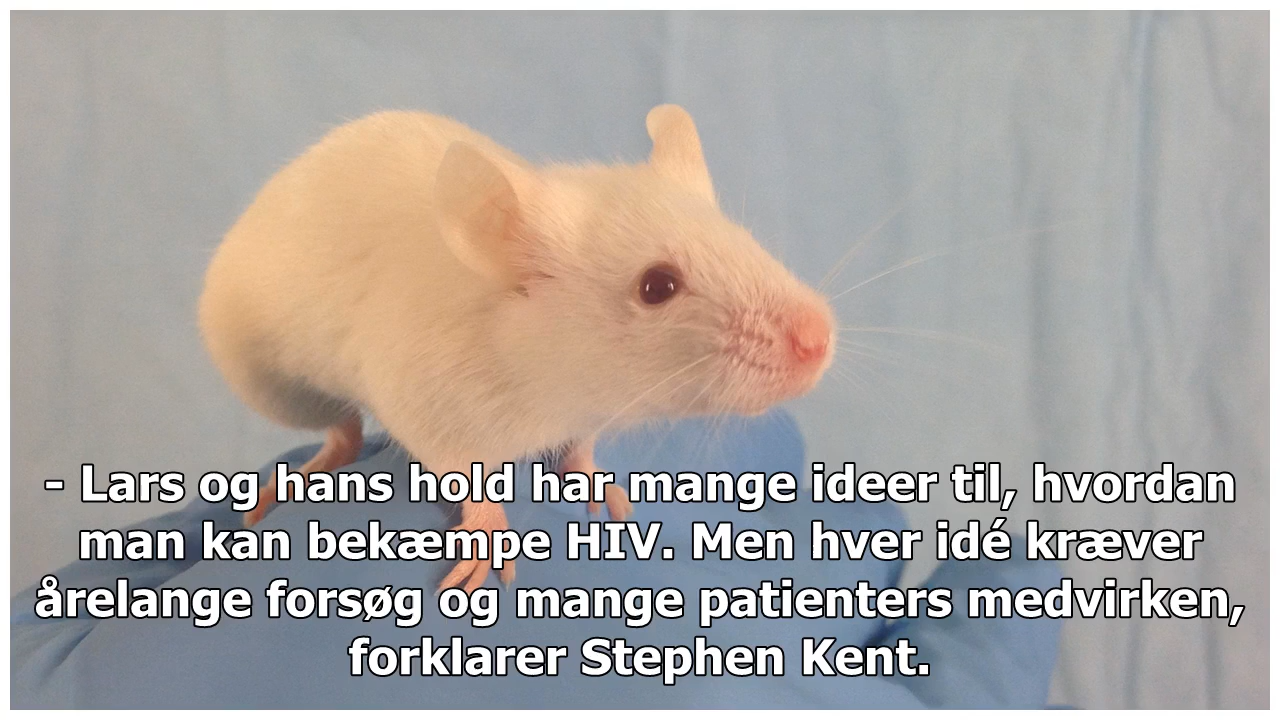 - Lars og hans hold har mange ideer til, hvordan
man kan bekæmpe HIV. Men hver idé kræver
årelange forsøg og mange patienters medvirken,
forklarer Stephen Kent.